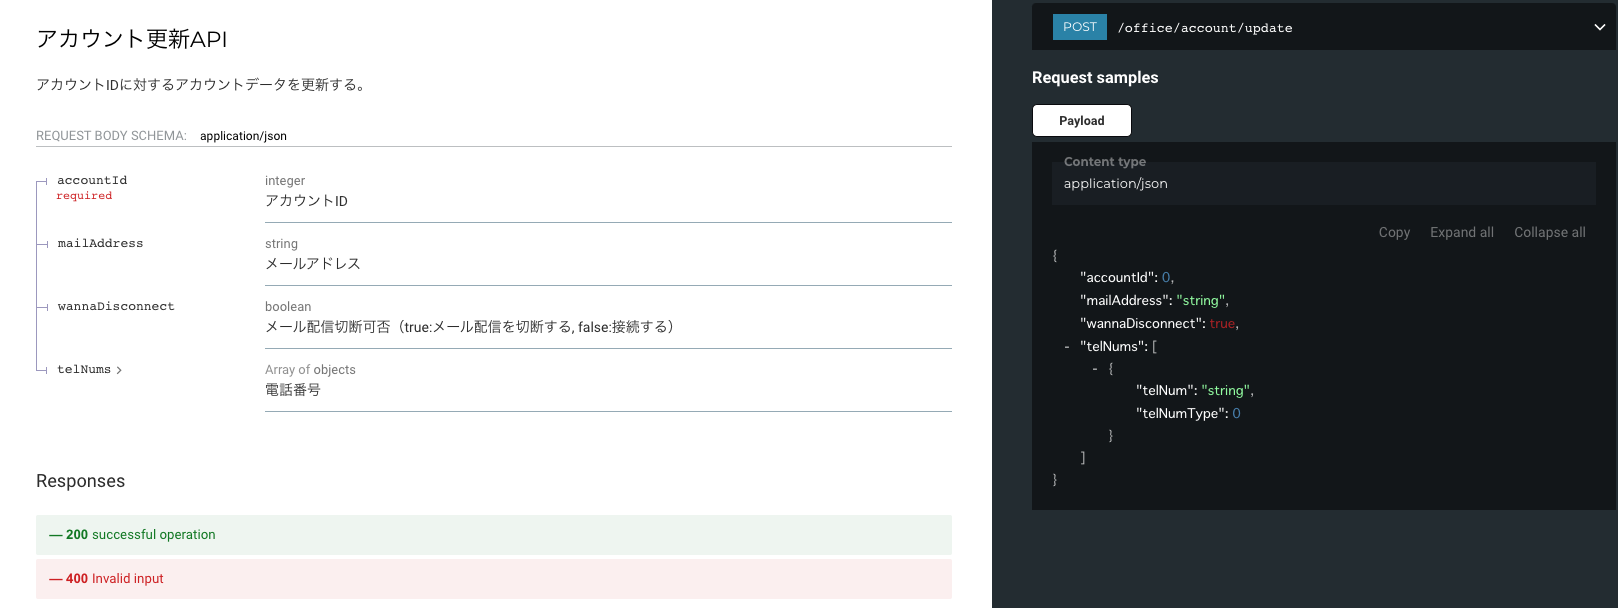 アカウント更新API
アカウントIDに対するアカウントデータを更新する。
REQUEST BODY SCHEMA: application/json
accountId
required
integer
アカウントID
mailAddress
string
メールアドレス
wannaDisconnect
boolean
メール配信切断可否（true:メール配信を切断する, false:接続する）
telNums >
Array of objects
電話番号
Responses
— 200 successful operation
— 400 Invalid input
POST /office/account/update
Request samples
Payload
Content type
application/json
Copy Expand all Collapse all
{
"accountId": 0,
"mailAddress": "string",
"wannaDisconnect": true,
- "telNums": [
- {
"telNum": "string",
"telNumType": 0
}
]
}